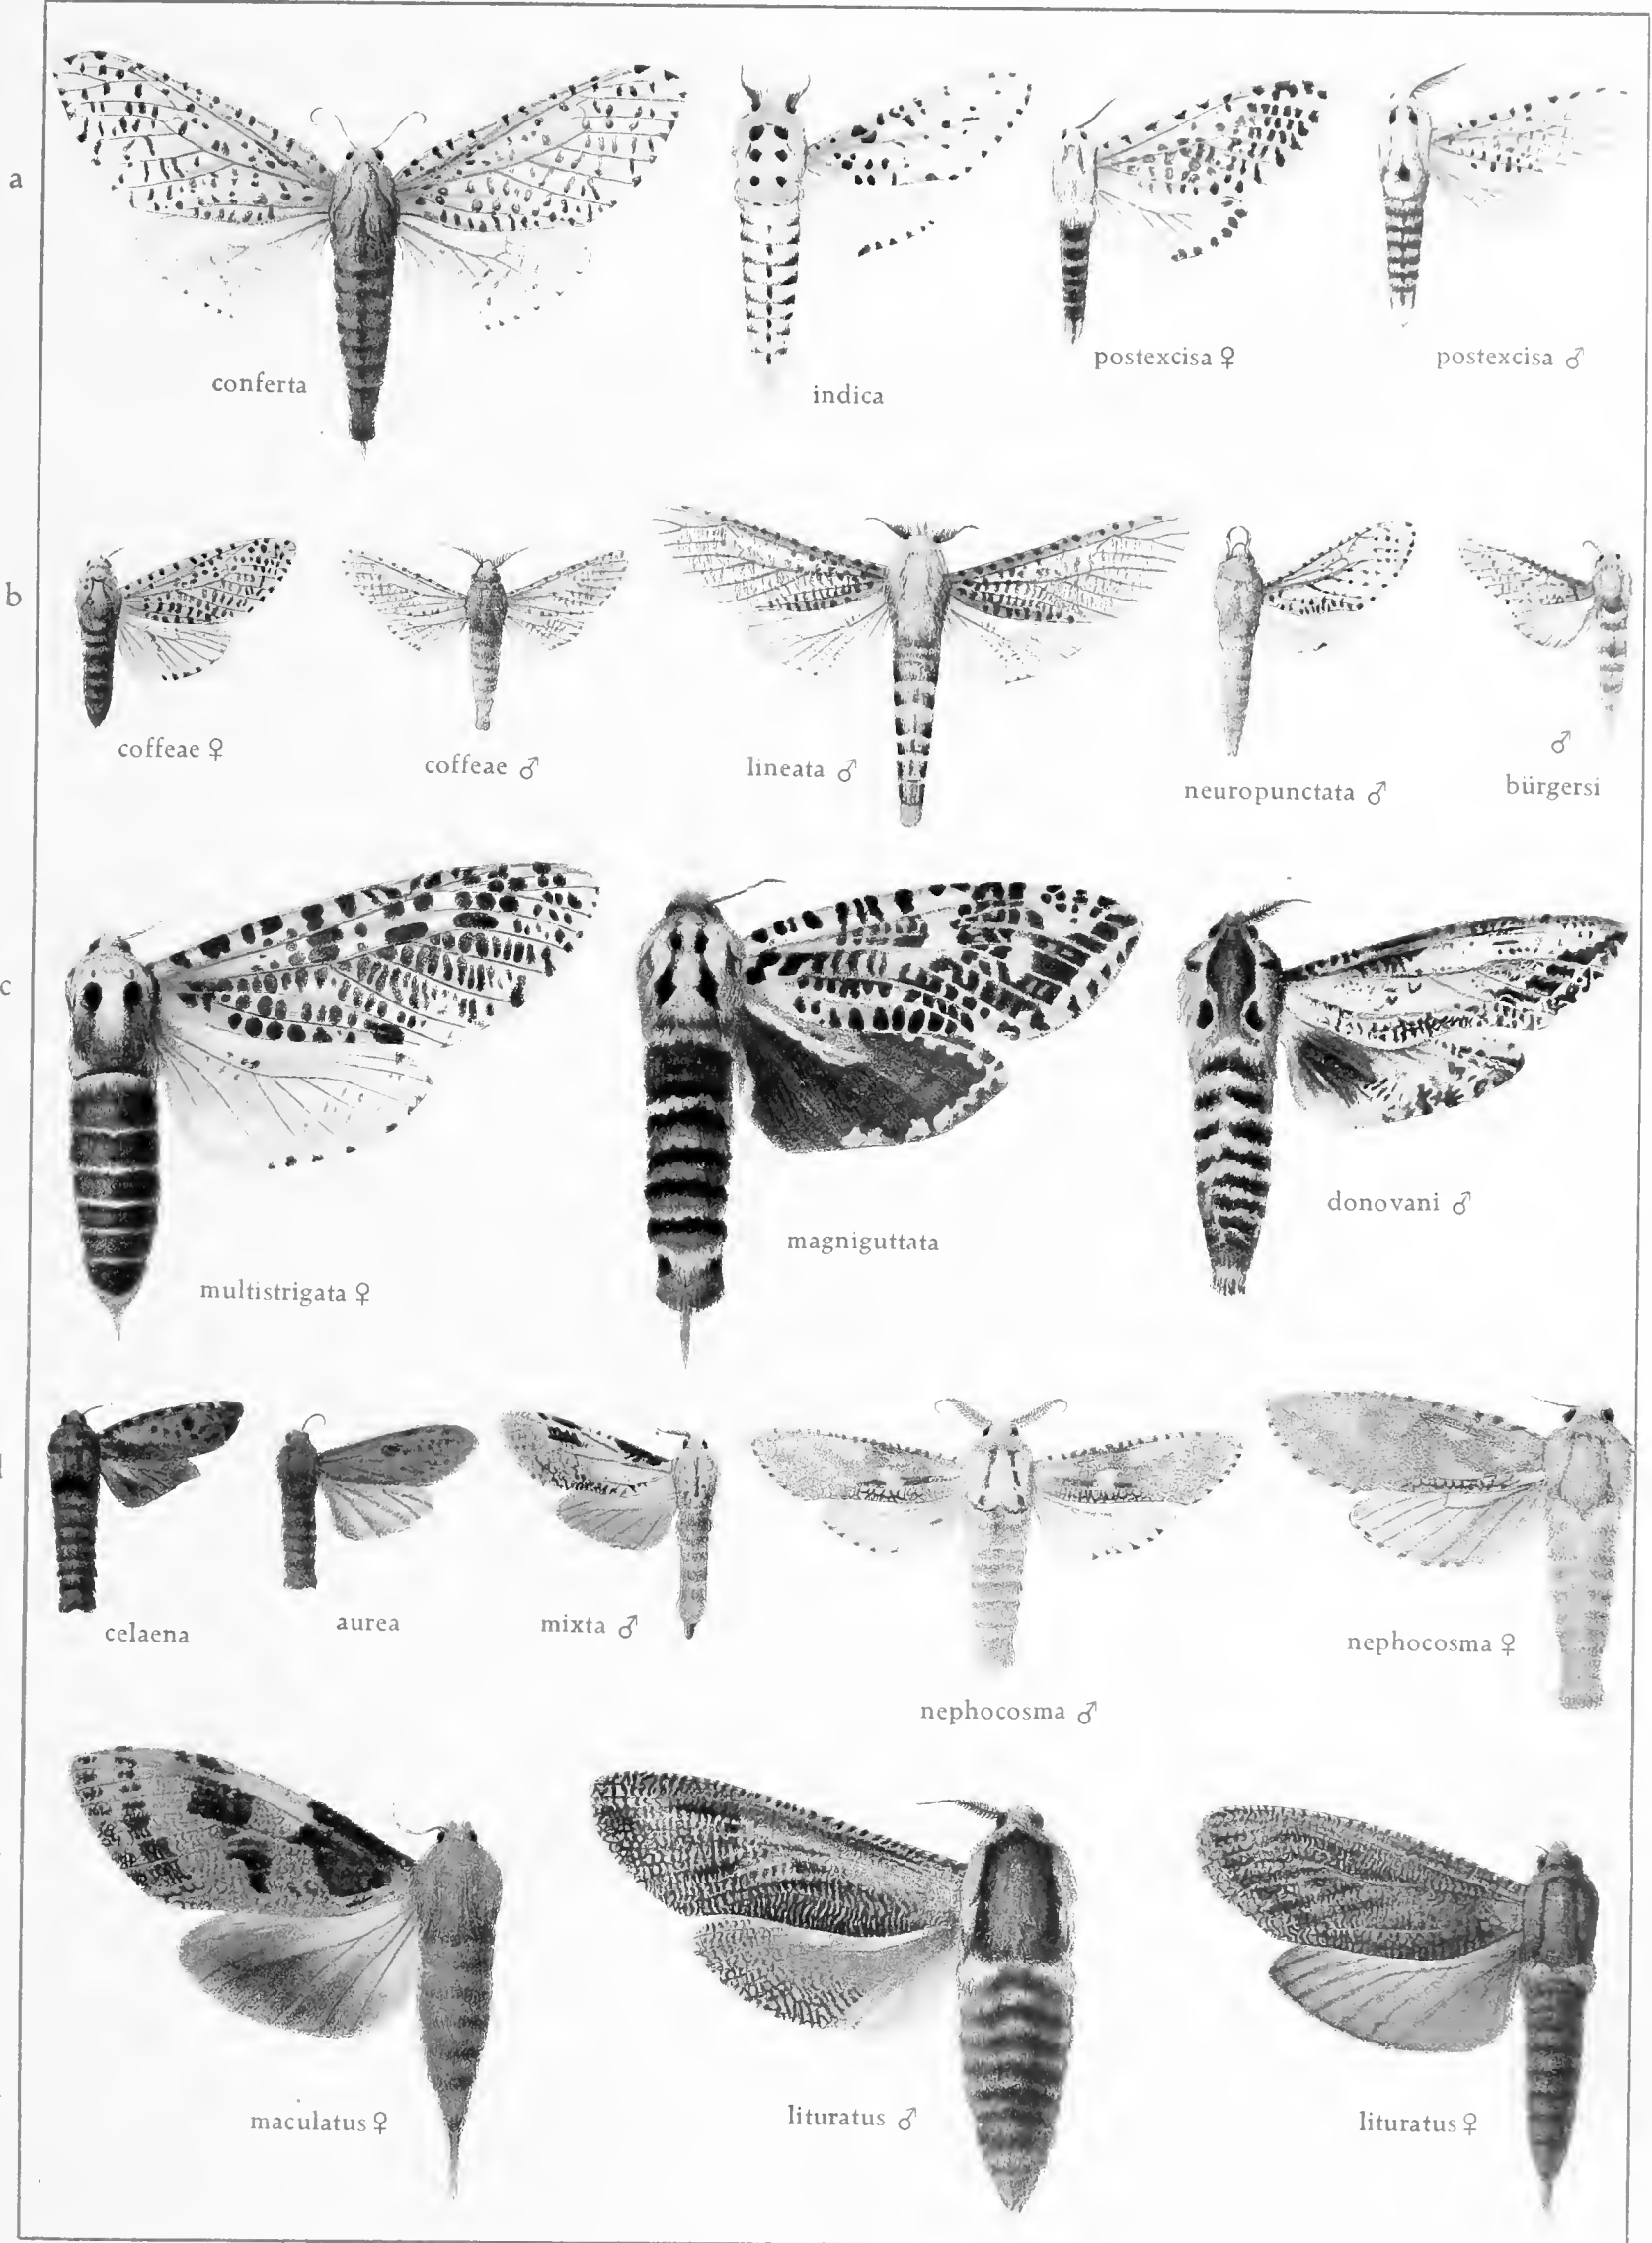 a
conferta
indica
postexcisa ♀
postexcisa ♂
b
coffeae ♀
coffeae ♂
lineata ♂
neuropunctata ♂
♂
bürgersi
c
multistrigata ♀
magniguttata
donovani ♂
celaena
aurea
mixta ♂
nephocosma ♂
nephocosma ♀
maculatus ♀
lituratus ♂
lituratus ♀